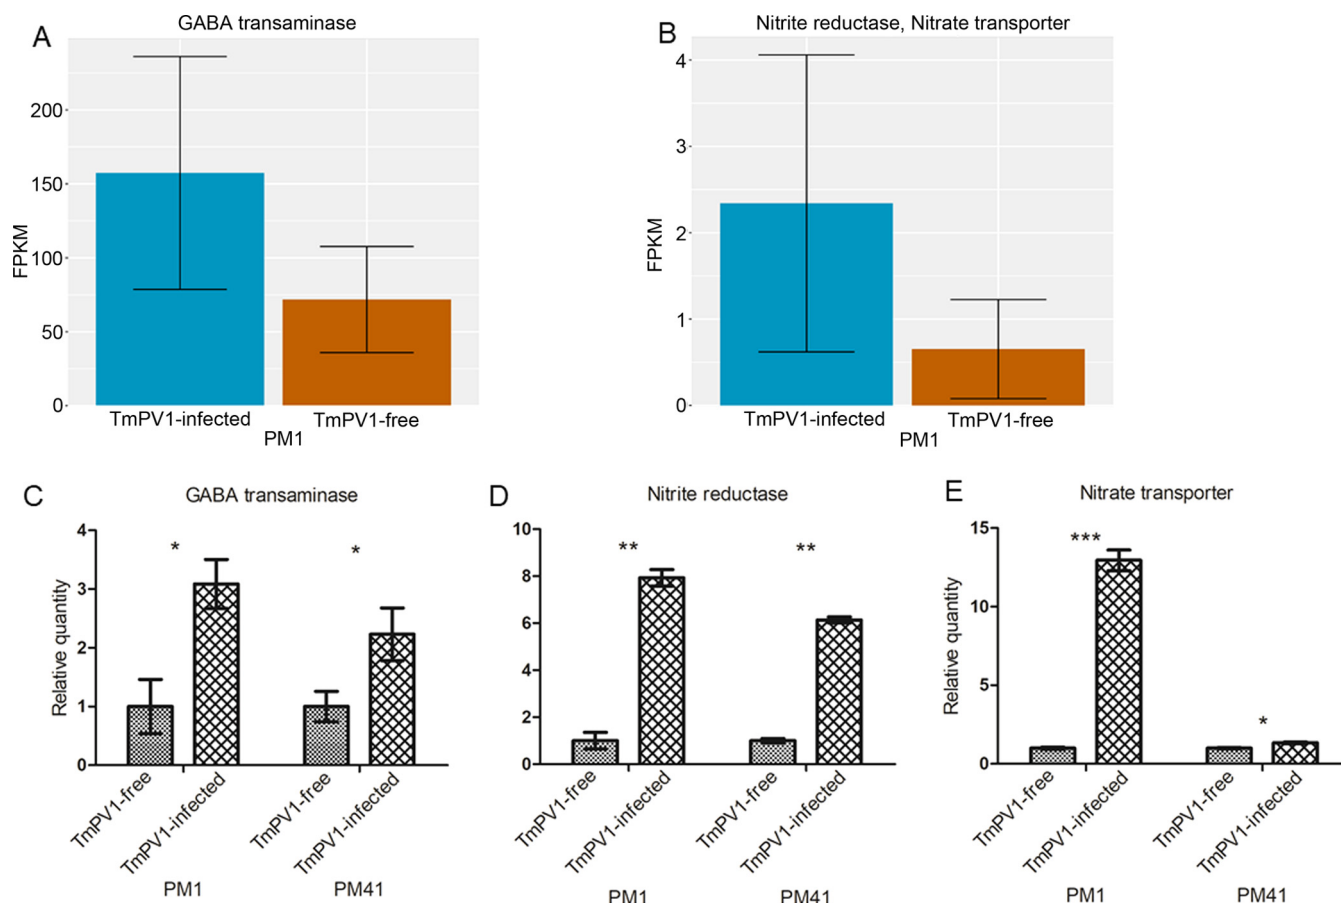 A
GABA transaminase
FPKM
200
150
100
50
0
TmPV1-infected
TmPV1-free
PM1
B
Nitrite reductase, Nitrate transporter
FPKM
4
3
2
1
0
TmPV1-infected
TmPV1-free
PM1
C
GABA transaminase
Relative quantity
4
3
2
1
0
*
*
TmPV1-free
TmPV1-infected
TmPV1-free
TmPV1-infected
PM1
PM41
D
Nitrite reductase
10
8
6
4
2
0
**
**
TmPV1-free
TmPV1-infected
TmPV1-free
TmPV1-infected
PM1
PM41
E
Nitrate transporter
Relative quantity
15
10
5
0
***
*
TmPV1-free
TmPV1-infected
TmPV1-free
TmPV1-infected
PM1
PM41